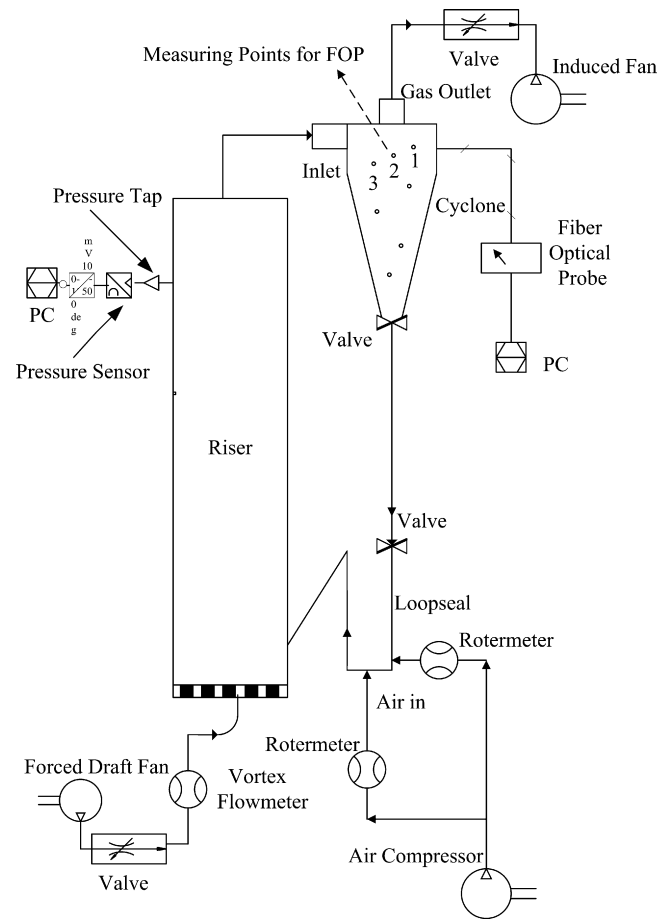 Measuring Points for FOP
Valve
Induced Fan
Gas Outlet
Inlet
1
2
3
Pressure Tap
Cyclone
Fiber
Optical
Probe
m
V
10
0-
-
1
50
0
de
g
PC
Valve
PC
Pressure Sensor
Riser
Valve
Loopseal
Rotermeter
Air in
Rotermeter
Forced Draft Fan
Vortex
Flowmeter
Air Compressor
Valve